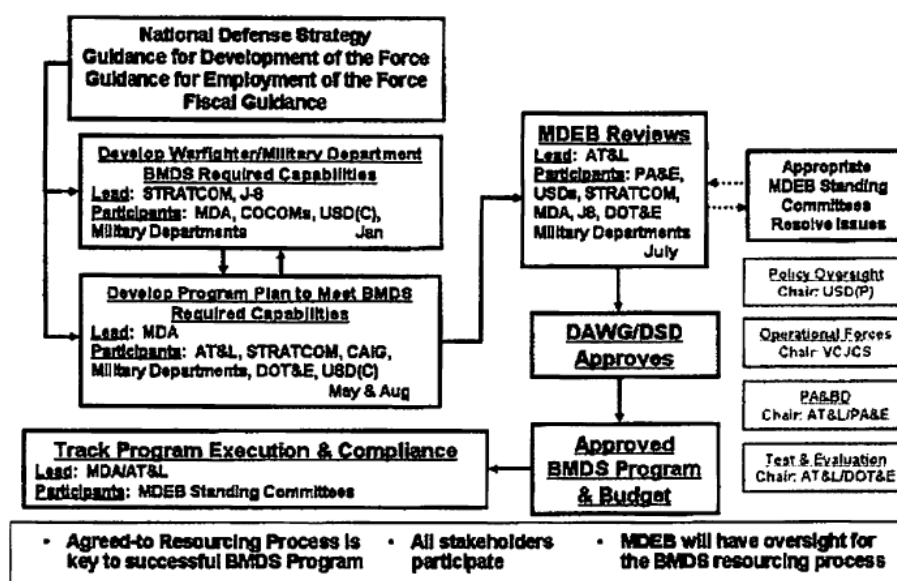 National Defense Strategy
Guidance for Development of the Force
Guidance for Employment of the Force
Fiscal Guidance
Develop Warfighter/Military Department
BMDS Required Capabilities
Lead: STRATCOM, J-8
Participants: MDA, COCOMs, USD(C),
Military Departments Jan
Develop Program Plan to Meet BMDS
Required Capabilities
Lead: MDA
Participants: AT&L, STRATCOM, CAIG,
Military Departments, DOT&E, USD(C)
May & Aug
MDEB Reviews
Lead: AT&L
Participants: PA&E,
USDs, STRATCOM,
MDA, J8, DOT&E
Military Departments
July
Appropriate
MDEB Standing
Committees
Resolve Issues
Policy Oversight
Chair: USD(P)
Operational Forces
Chair: VCJCS
PA&BD
Chair: AT&L/PA&E
Test & Evaluation
Chair: AT&L/DOT&E
DAWG/DSD
Approves
Approved
BMDS Program
& Budget
Track Program Execution & Compliance
Lead: MDA/AT&L
Participants: MDEB Standing Committees
• Agreed-to Resourcing Process is
key to successful BMDS Program
• All stakeholders
participate
• MDEB will have oversight for
the BMDS resourcing process